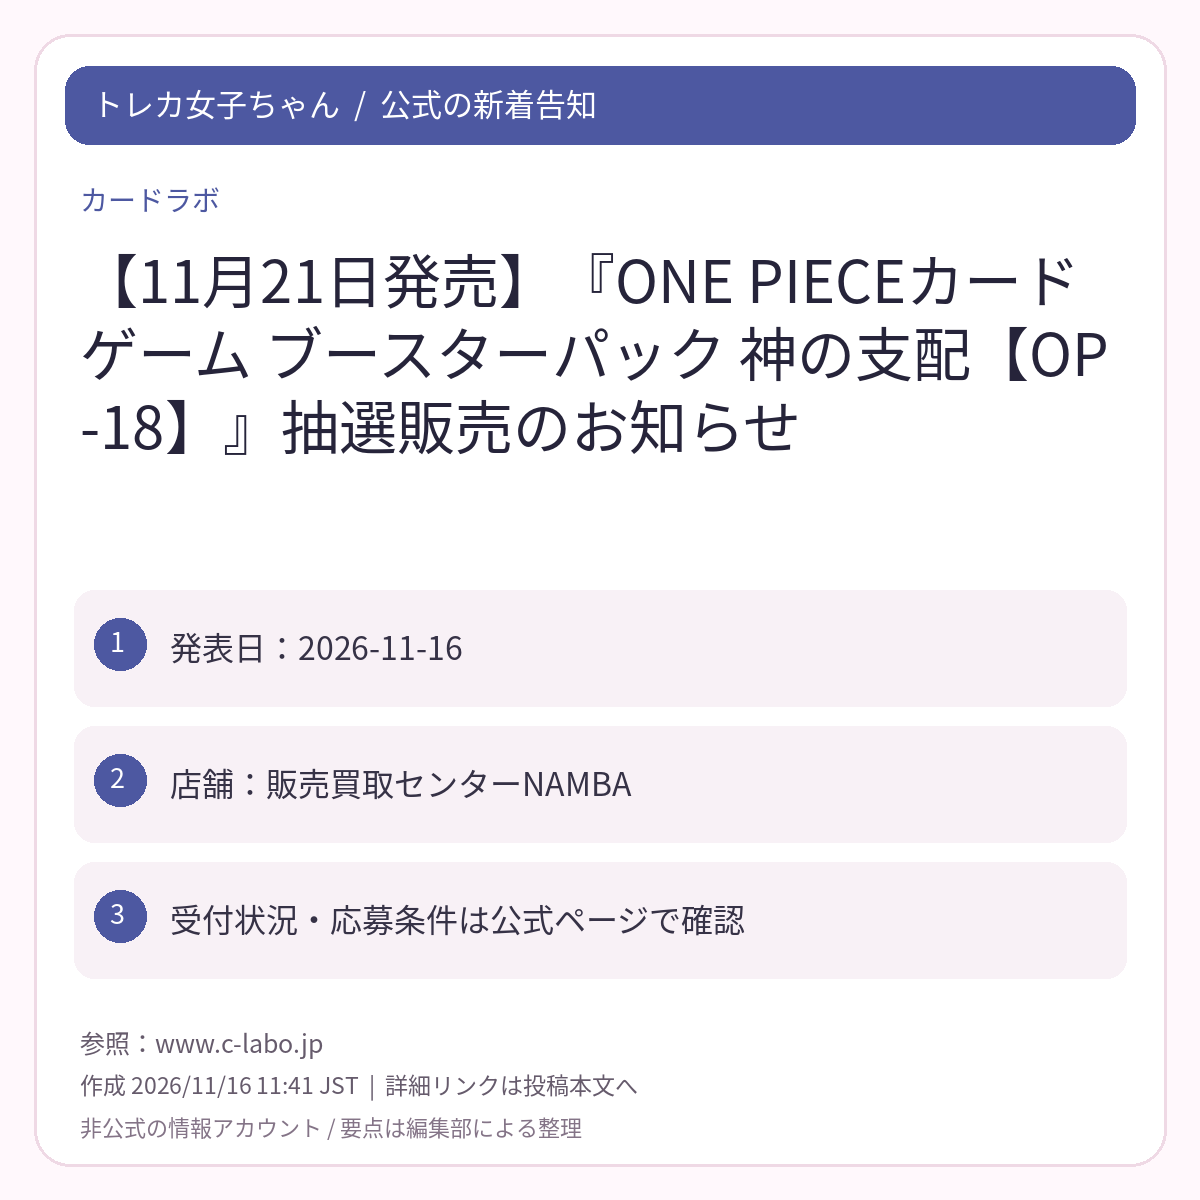 トレカ女子ちゃん / 公式の新着告知
カードラボ
【11月21日発売】『ONE PIECEカード
ゲーム ブースターパック 神の支配【OP
-18】』抽選販売のお知らせ
1 発表日：2026-11-16
2 店舗：販売買取センターNAMBA
3 受付状況・応募条件は公式ページで確認
参照：www.c-labo.jp
作成 2026/11/16 11:41 JST | 詳細リンクは投稿本文へ
非公式の情報アカウント / 要点は編集部による整理